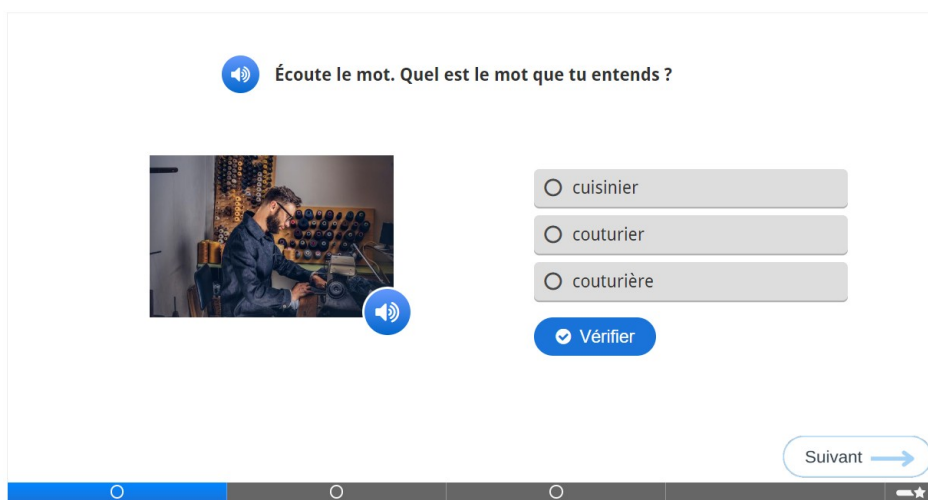 Écoute le mot. Quel est le mot que tu entends ?
cuisinier
couturier
couturière
Vérifier
Suivant